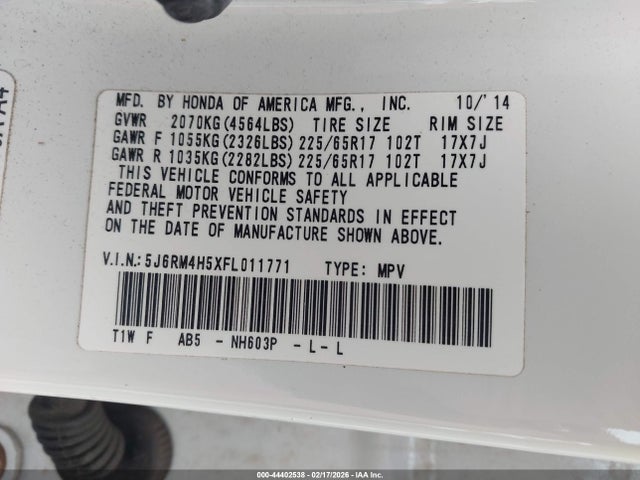 MFD. BY HONDA OF AMERICA MFG., INC. 10/'14
GVWR 2070KG(4564LBS) TIRE SIZE RIM SIZE
GAWR F 1055KG(2326LBS) 225/65R17 102T 17X7J
GAWR R 1035KG(2282LBS) 225/65R17 102T 17X7J
THIS VEHICLE CONFORMS TO ALL APPLICABLE
FEDERAL MOTOR VEHICLE SAFETY
AND THEFT PREVENTION STANDARDS IN EFFECT
ON THE DATE OF MANUFACTURE SHOWN ABOVE.
V.I.N.:5J6RM4H5XFL011771 TYPE: MPV
T1W F AB5 - NH603P - L - L
000-44402538 - 02/17/2026 - IAA Inc.